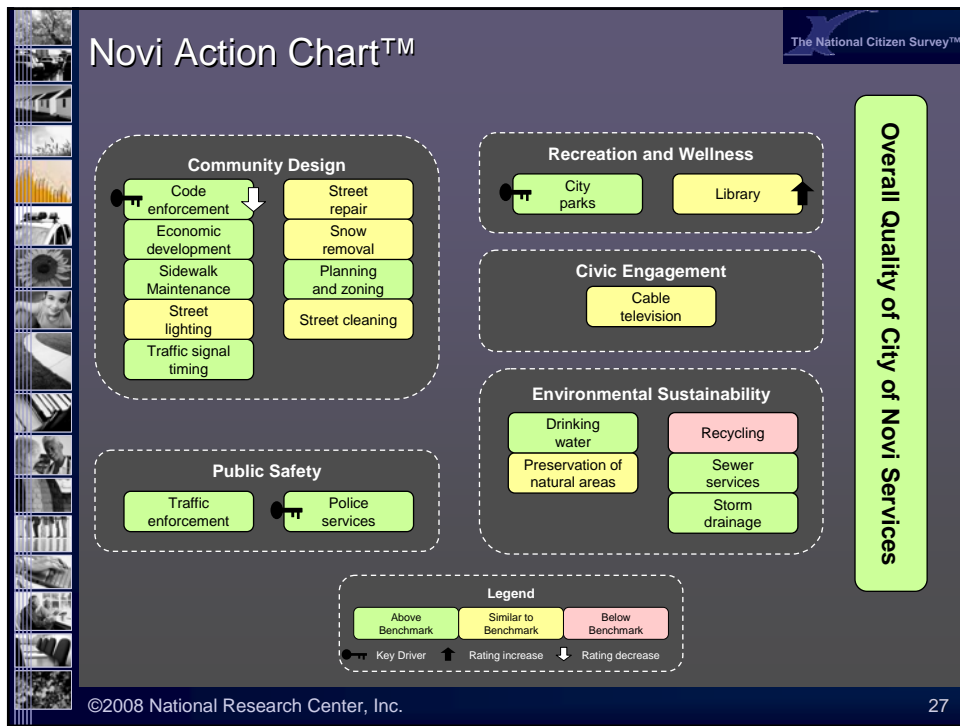 Novi Action Chart™
The National Citizen Survey™
Community Design
Code
enforcement
Economic
development
Sidewalk
Maintenance
Street
lighting
Traffic signal
timing
Street
repair
Snow
removal
Planning
and zoning
Street cleaning
Public Safety
Traffic
enforcement
Police
services
Recreation and Wellness
City
parks
Library
Civic Engagement
Cable
television
Environmental Sustainability
Drinking
water
Preservation of
natural areas
Recycling
Sewer
services
Storm
drainage
Overall Quality of City of Novi Services
Legend
Above
Benchmark
Similar to
Benchmark
Below
Benchmark
Key Driver
Rating increase
Rating decrease
©2008 National Research Center, Inc.
27